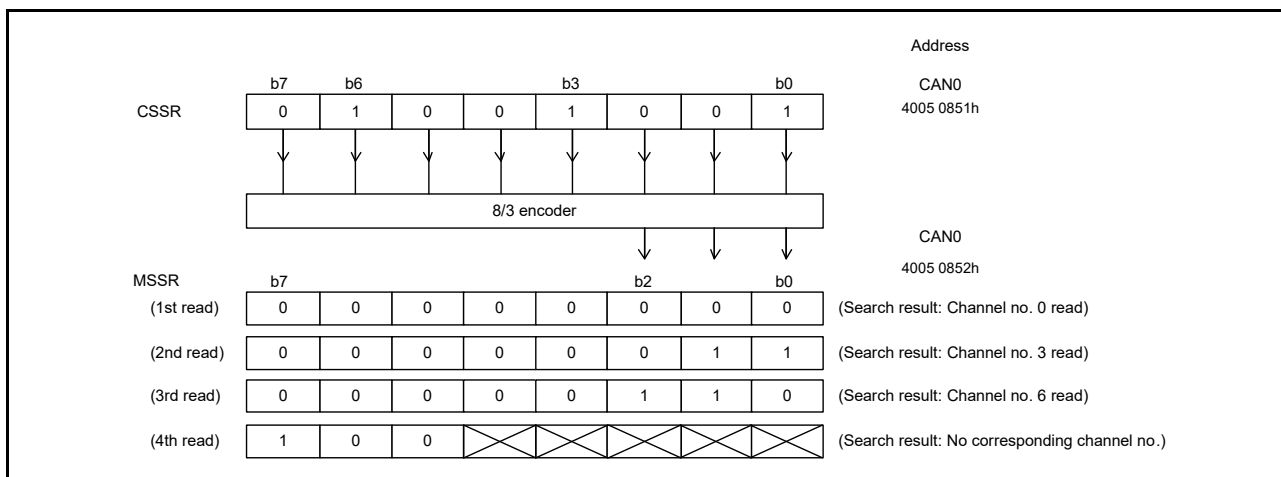 Address
b7 b6 b3 b0 CAN0
CSSR 0 1 0 0 1 0 0 1 4005 0851h
8/3 encoder
CAN0
4005 0852h
MSSR b7 b2 b0
(1st read) 0 0 0 0 0 0 0 0 (Search result: Channel no. 0 read)
(2nd read) 0 0 0 0 0 0 1 1 (Search result: Channel no. 3 read)
(3rd read) 0 0 0 0 0 1 1 0 (Search result: Channel no. 6 read)
(4th read) 1 0 0 (Search result: No corresponding channel no.)